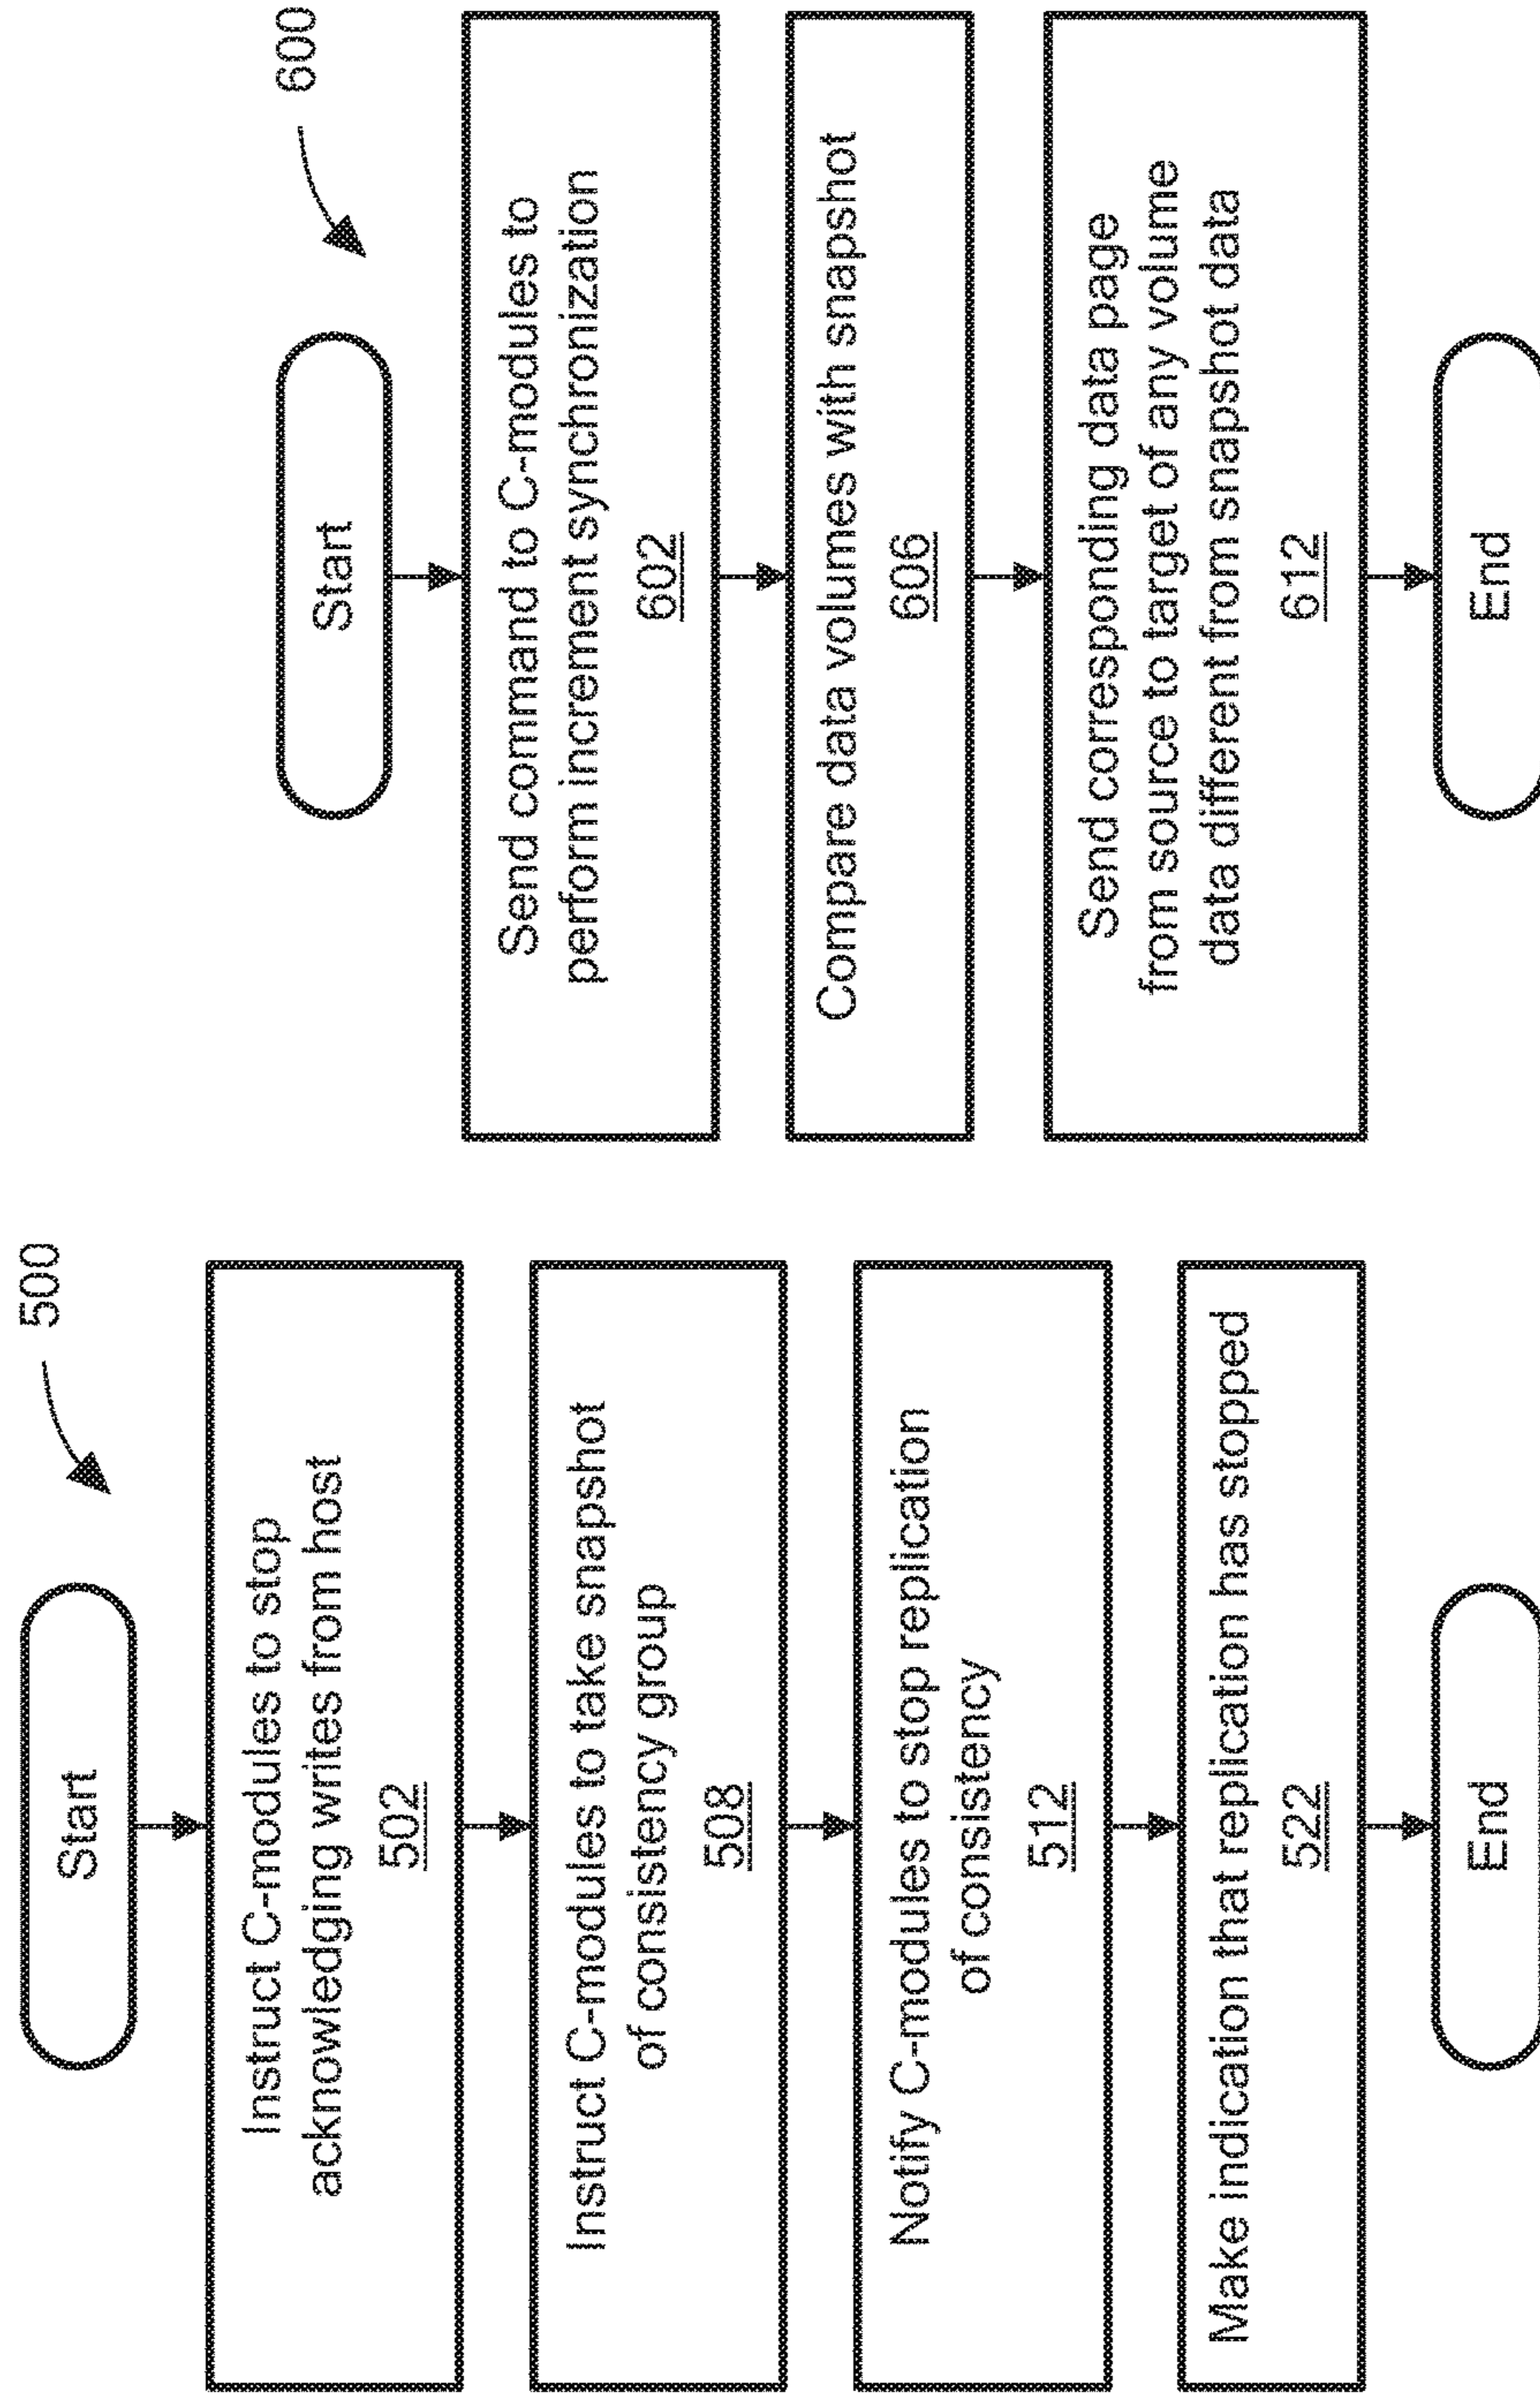 500
Start
Instruct C-modules to stop
acknowledging writes from host
502
Instruct C-modules to take snapshot
of consistency group
508
Notify C-modules to stop replication
of consistency
512
Make indication that replication has stopped
522
End
600
Start
Send command to C-modules to
perform increment synchronization
602
Compare data volumes with snapshot
606
Send corresponding data page
from source to target of any volume
data different from snapshot data
612
End